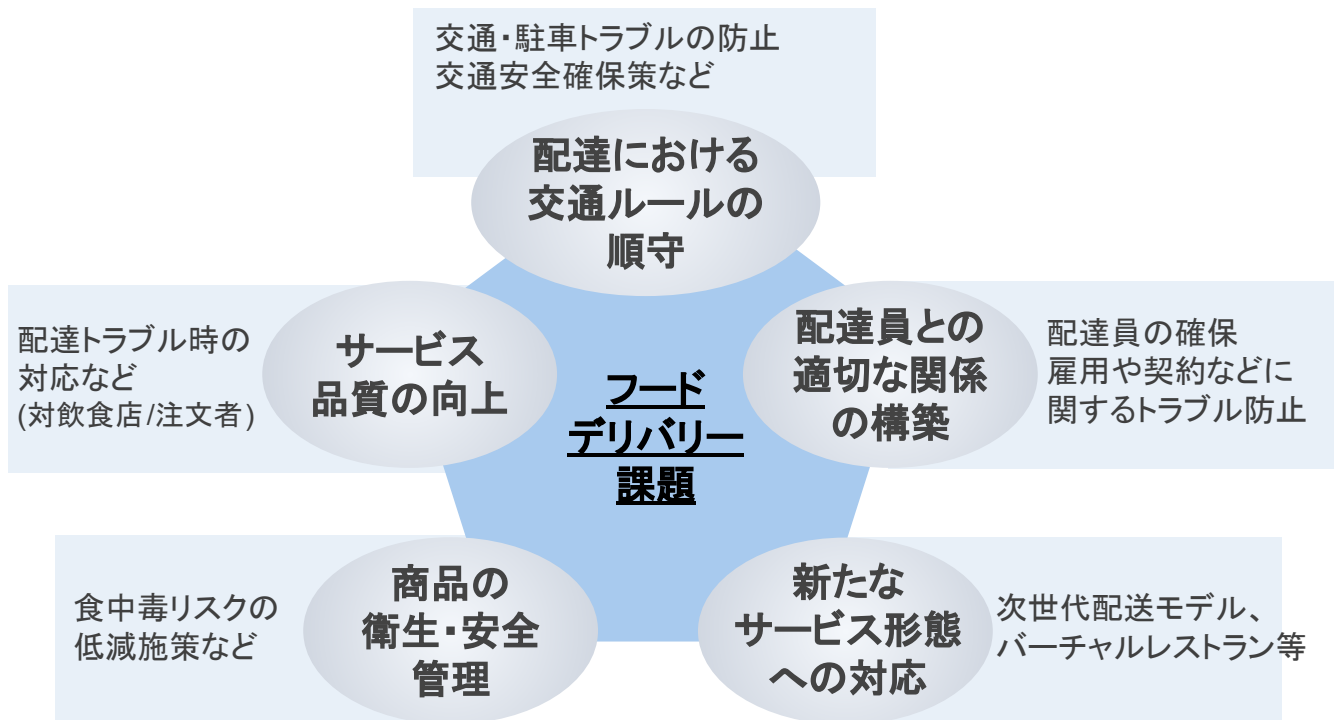 交通・駐車トラブルの防止
交通安全確保策など
配達における
交通ルールの
順守
配達トラブル時の
対応など
(対飲食店/注文者)
サービス
品質の向上
フード
デリバリー
課題
配達員との
適切な関係
の構築
配達員の確保
雇用や契約などに
関するトラブル防止
食中毒リスクの
低減施策など
商品の
衛生・安全
管理
新たな
サービス形態
への対応
次世代配送モデル、
バーチャルレストラン等